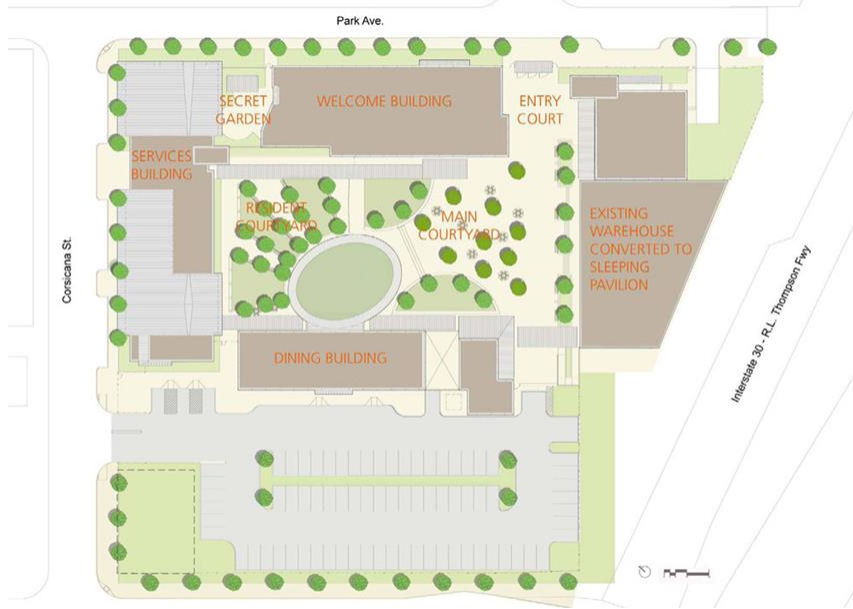 Park Ave.
SECRET
GARDEN
WELCOME BUILDING
ENTRY
COURT
SERVICES
BUILDING
RESIDENT
COURTYARD
MAIN
COURTYARD
EXISTING
WAREHOUSE
CONVERTED TO
SLEEPING
PAVILION
Corsicana St.
DINING BUILDING
Interstate 30 - R.L. Thompson Fwy